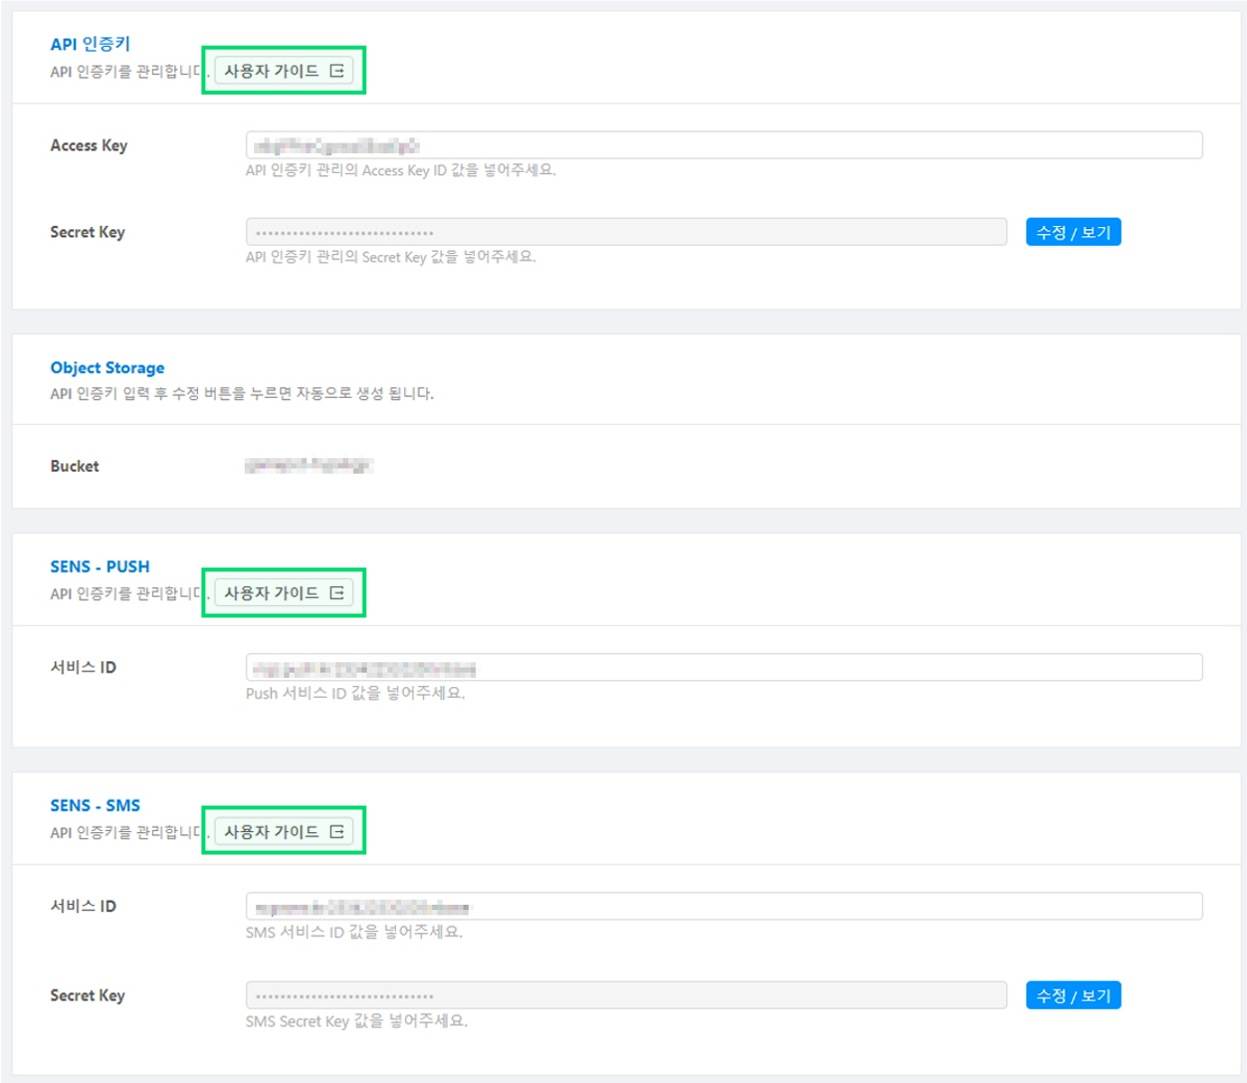 API 인증키
API 인증키를 관리합니다. 사용자 가이드
Access Key
API 인증키 관리의 Access Key ID 값을 넣어주세요.
Secret Key
•••••••••••••••••••••••••••••
수정 / 보기
API 인증키 관리의 Secret Key 값을 넣어주세요.
Object Storage
API 인증키 입력 후 수정 버튼을 누르면 자동으로 생성 됩니다.
Bucket
SENS - PUSH
API 인증키를 관리합니다. 사용자 가이드
서비스 ID
Push 서비스 ID 값을 넣어주세요.
SENS - SMS
API 인증키를 관리합니다. 사용자 가이드
서비스 ID
SMS 서비스 ID 값을 넣어주세요.
Secret Key
•••••••••••••••••••••••••••••
수정 / 보기
SMS Secret Key 값을 넣어주세요.